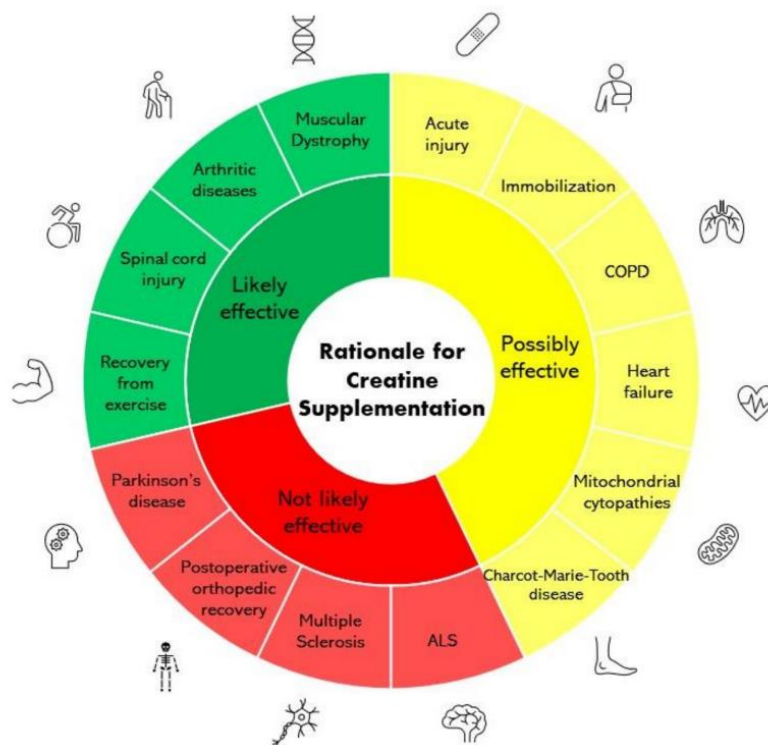 Rationale for
Creatine
Supplementation
Likely
effective
Possibly
effective
Not likely
effective
Muscular
Dystrophy
Arthritic
diseases
Spinal cord
injury
Recovery
from
exercise
Acute
injury
Immobilization
COPD
Heart
failure
Mitochondrial
cytopathies
Charcot-Marie-Tooth
disease
ALS
Multiple
Sclerosis
Postoperative
orthopedic
recovery
Parkinson's
disease